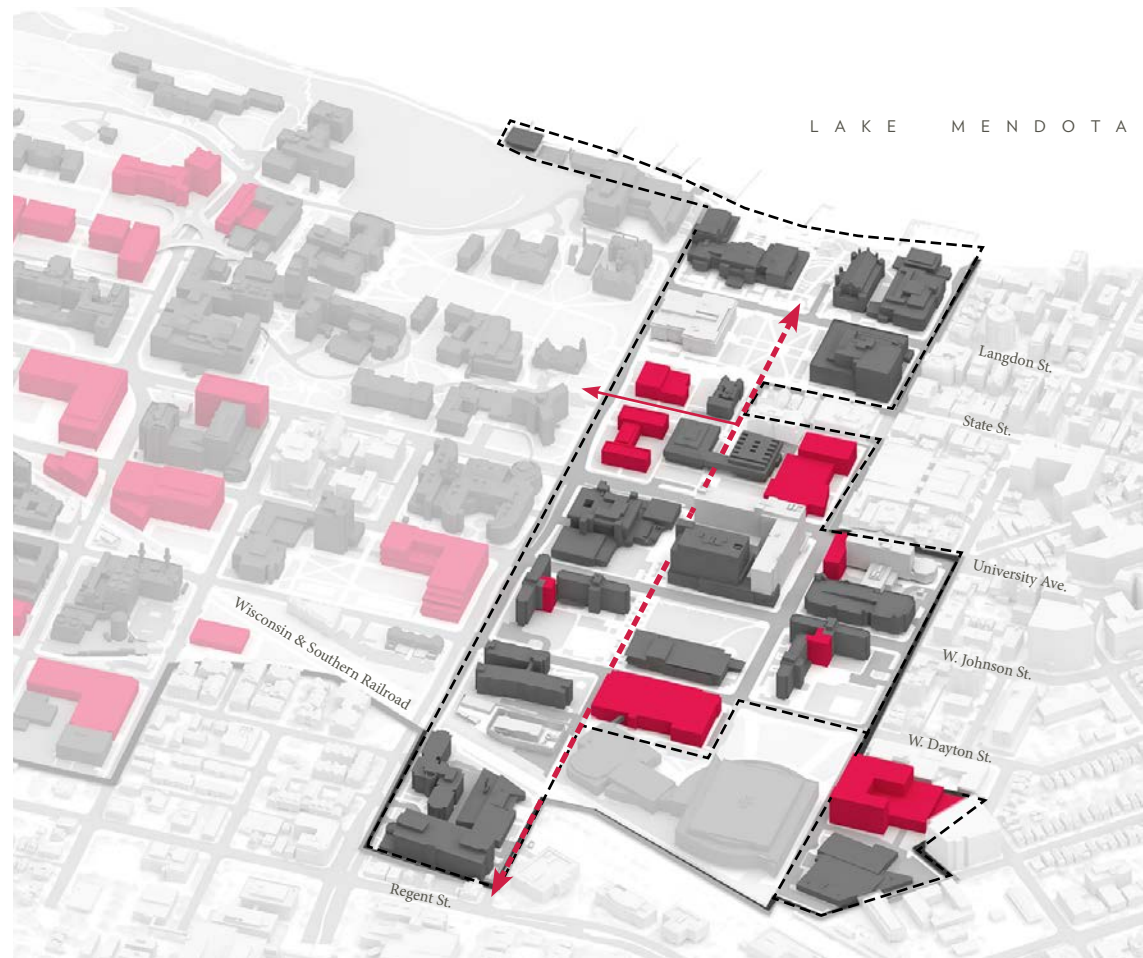 LAKE MENDOTA
Langdon St.
State St.
University Ave.
Wisconsin & Southern Railroad
W. Johnson St.
W. Dayton St.
Regent St.